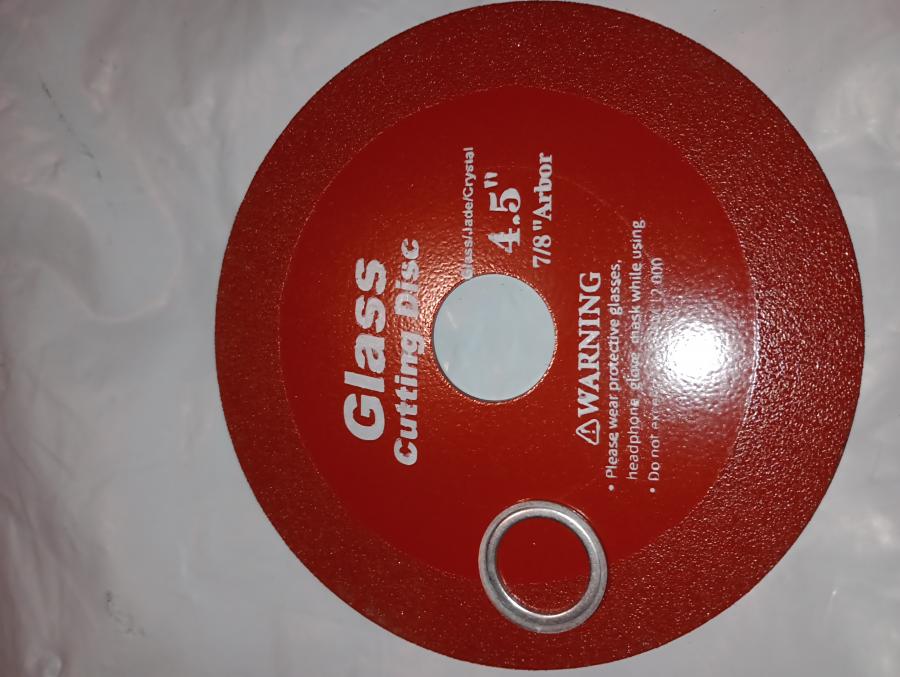 Glass
Cutting Disc
Glass/Jade/Crystal
4.5"
7/8"Arbor
⚠WARNING
• Please wear protective glasses,
headphone, glove, mask while using.
• Do not